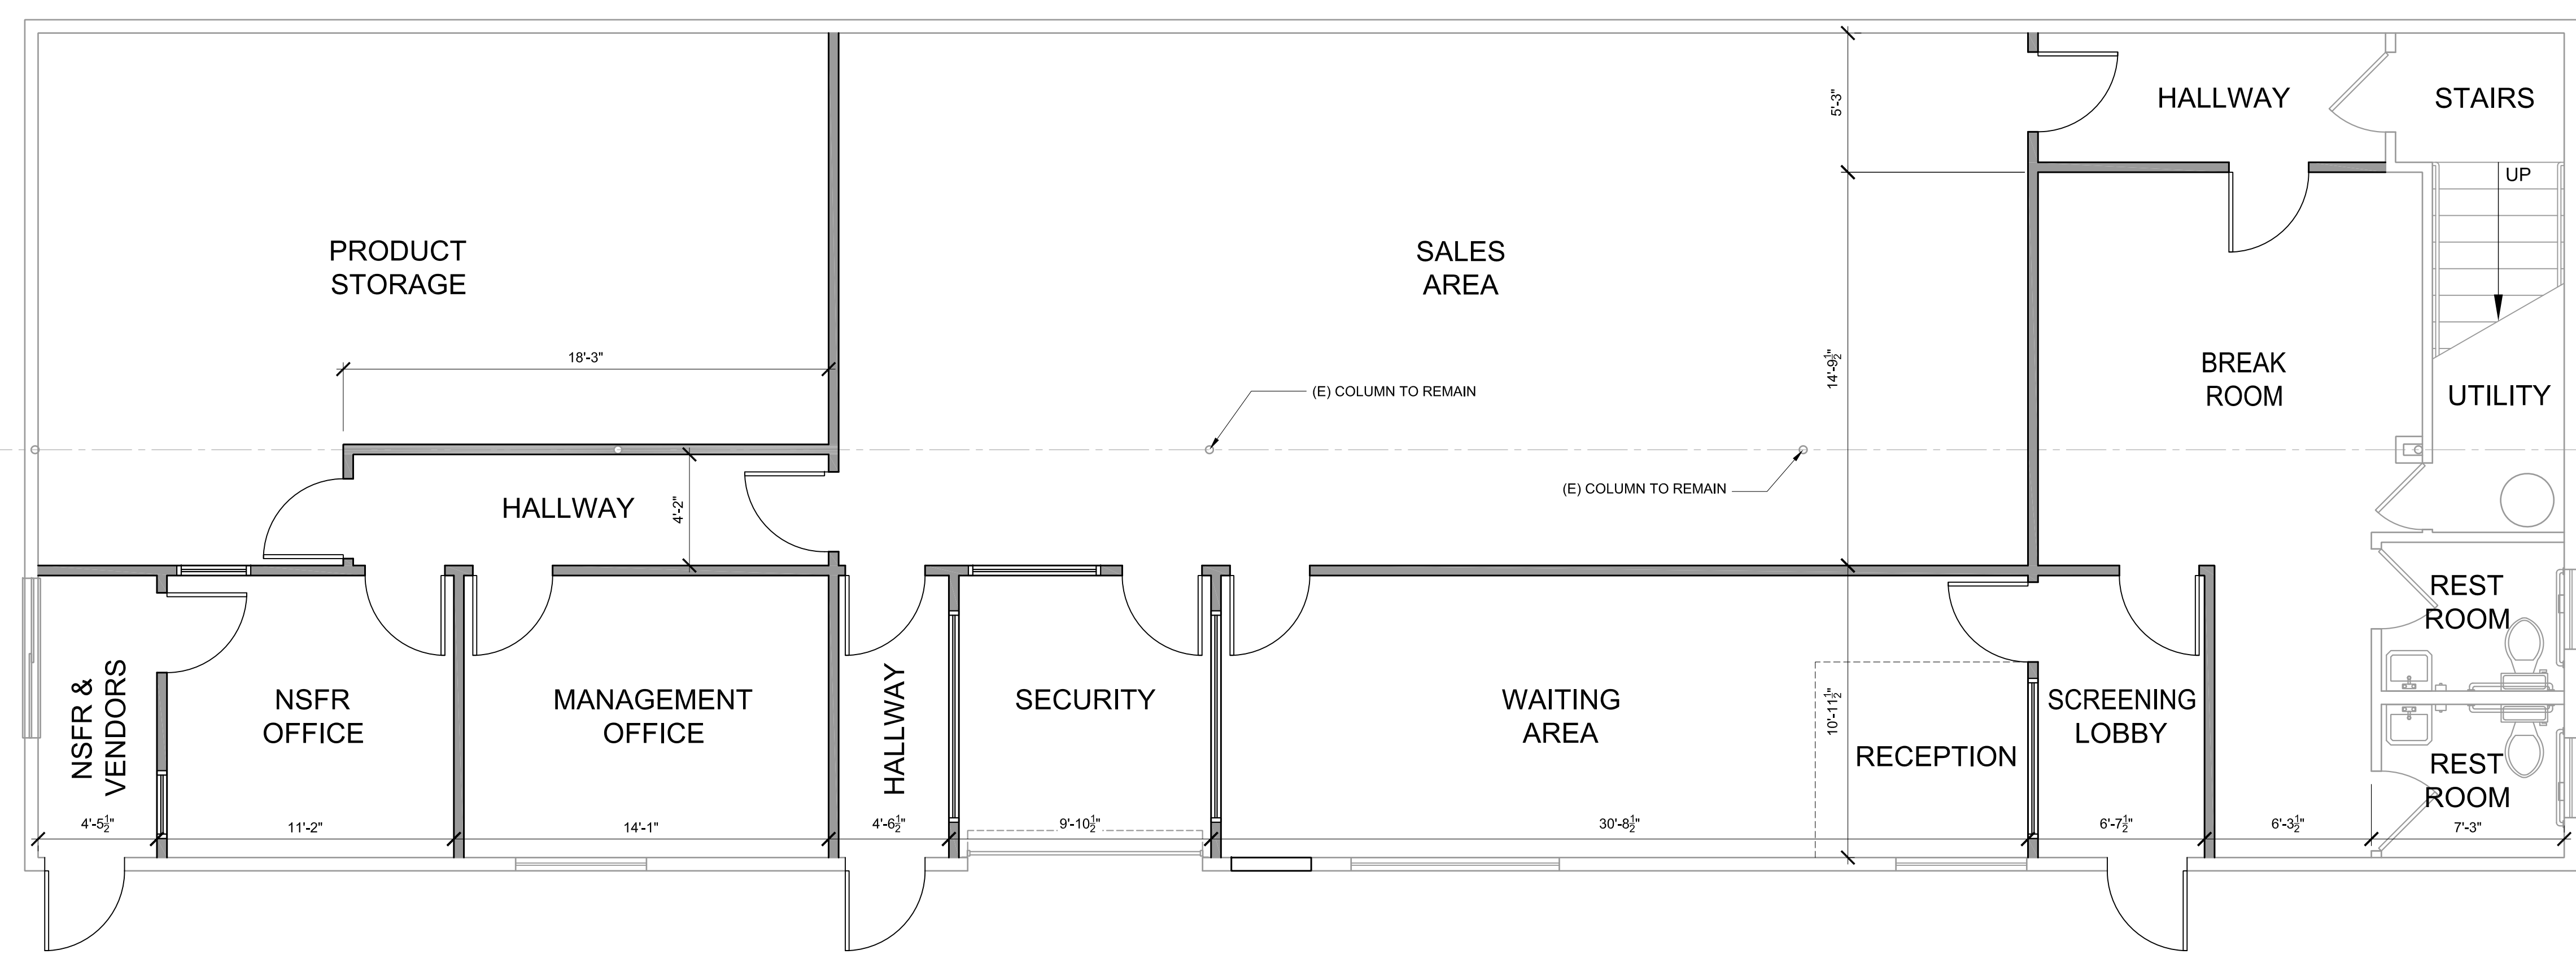 HALLWAY
STAIRS
5'-3"
UP
PRODUCT
STORAGE
SALES
AREA
18'-3"
14'-9½"
BREAK
ROOM
UTILITY
(E) COLUMN TO REMAIN
(E) COLUMN TO REMAIN
HALLWAY
4'-2"
REST
ROOM
NSFR &
VENDORS
NSFR
OFFICE
MANAGEMENT
OFFICE
HALLWAY
SECURITY
WAITING
AREA
10'-11½"
RECEPTION
SCREENING
LOBBY
REST
ROOM
4'-5½"
11'-2"
14'-1"
4'-6½"
9'-10½"
30'-8½"
6'-7½"
6'-3½"
7'-3"